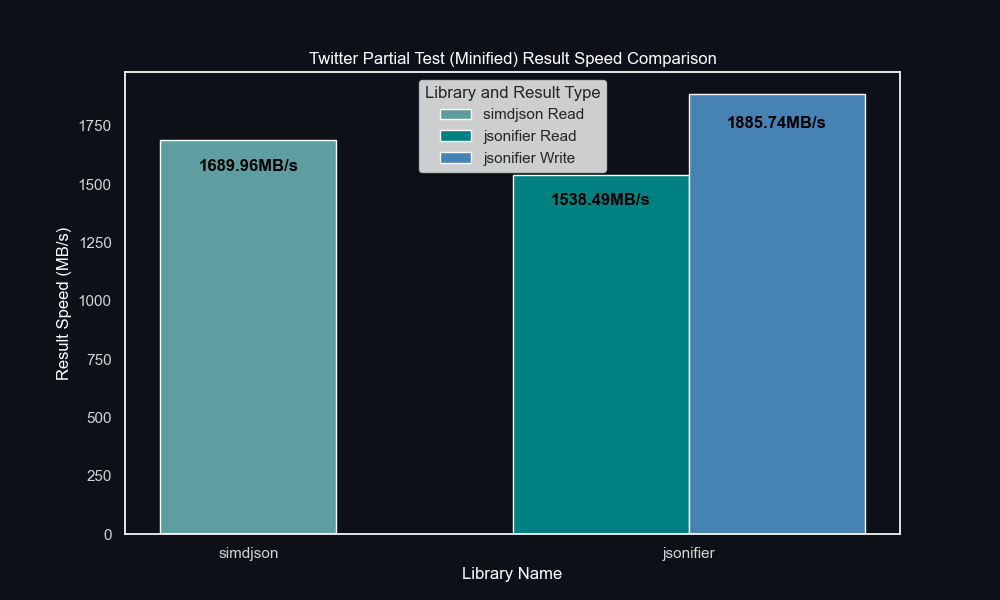 Twitter Partial Test (Minified) Result Speed Comparison
Library and Result Type
simdjson Read
jsonifier Read
jsonifier Write
1689.96MB/s
1538.49MB/s
1885.74MB/s
Result Speed (MB/s)
1750
1500
1250
1000
750
500
250
0
simdjson
jsonifier
Library Name